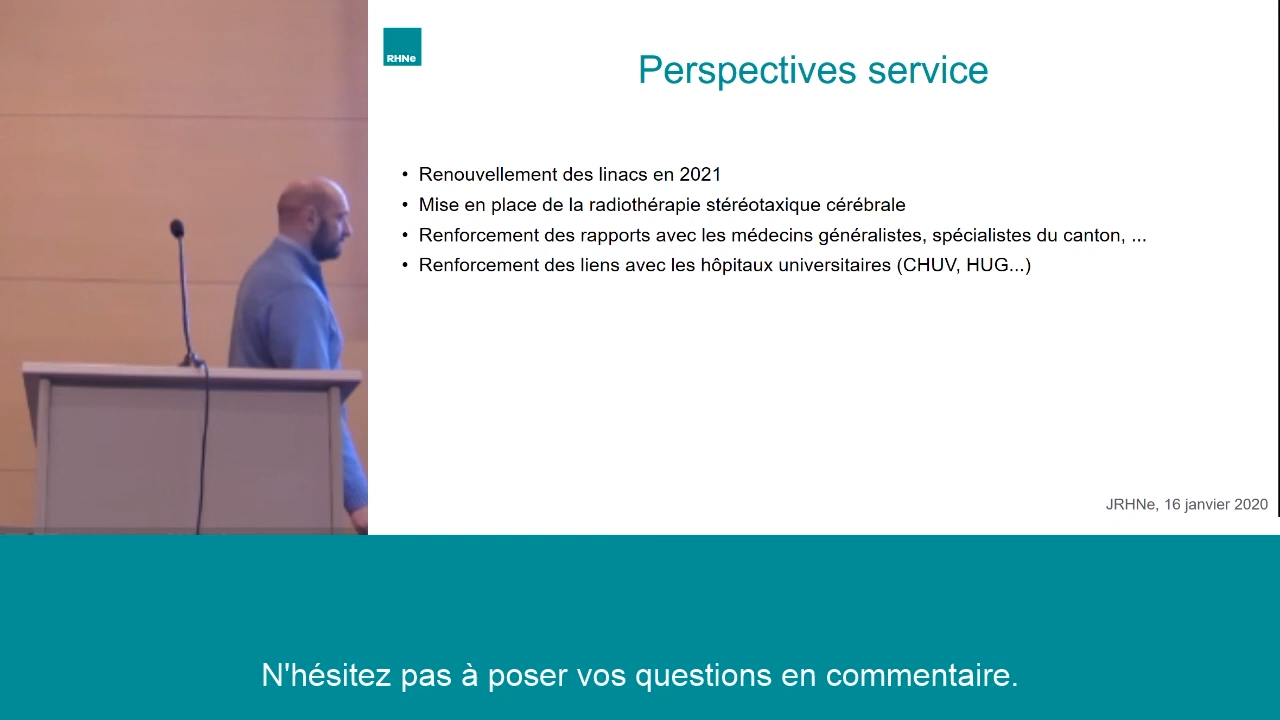 RHNe
Perspectives service
• Renouvellement des linacs en 2021
• Mise en place de la radiothérapie stéréotaxique cérébrale
• Renforcement des rapports avec les médecins généralistes, spécialistes du canton, ...
• Renforcement des liens avec les hôpitaux universitaires (CHUV, HUG...)
JRHNe, 16 janvier 2020
N'hésitez pas à poser vos questions en commentaire.